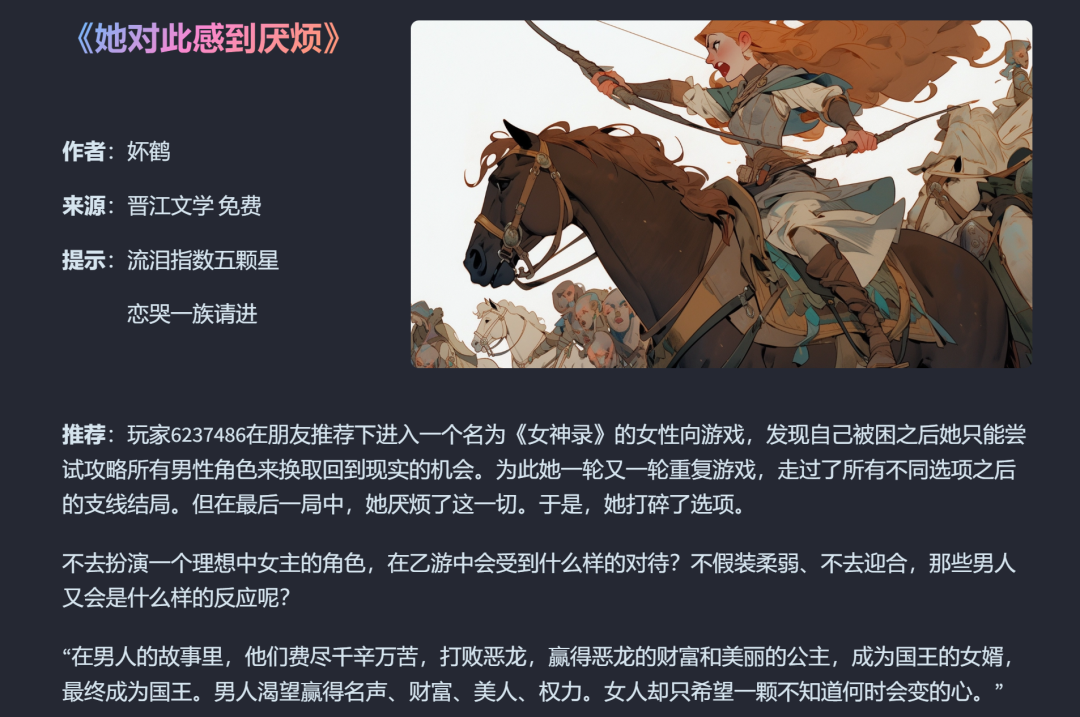 《她对此感到厌烦》
作者：妚鹤
来源：晋江文学 免费
提示：流泪指数五颗星
恋哭一族请进
推荐：玩家6237486在朋友推荐下进入一个名为《女神录》的女性向游戏，发现自己被困之后她只能尝
试攻略所有男性角色来换取回到现实的机会。为此她一轮又一轮重复游戏，走过了所有不同选项之后
的支线结局。但在最后一局中，她厌烦了这一切。于是，她打碎了选项。
不去扮演一个理想中女主的角色，在乙游中会受到什么样的对待？不假装柔弱、不去迎合，那些男人
又会是什么样的反应呢？
“在男人的故事里，他们费尽千辛万苦，打败恶龙，赢得恶龙的财富和美丽的公主，成为国王的女婿，
最终成为国王。男人渴望赢得名声、财富、美人、权力。女人却只希望一颗不知道何时会变的心。”